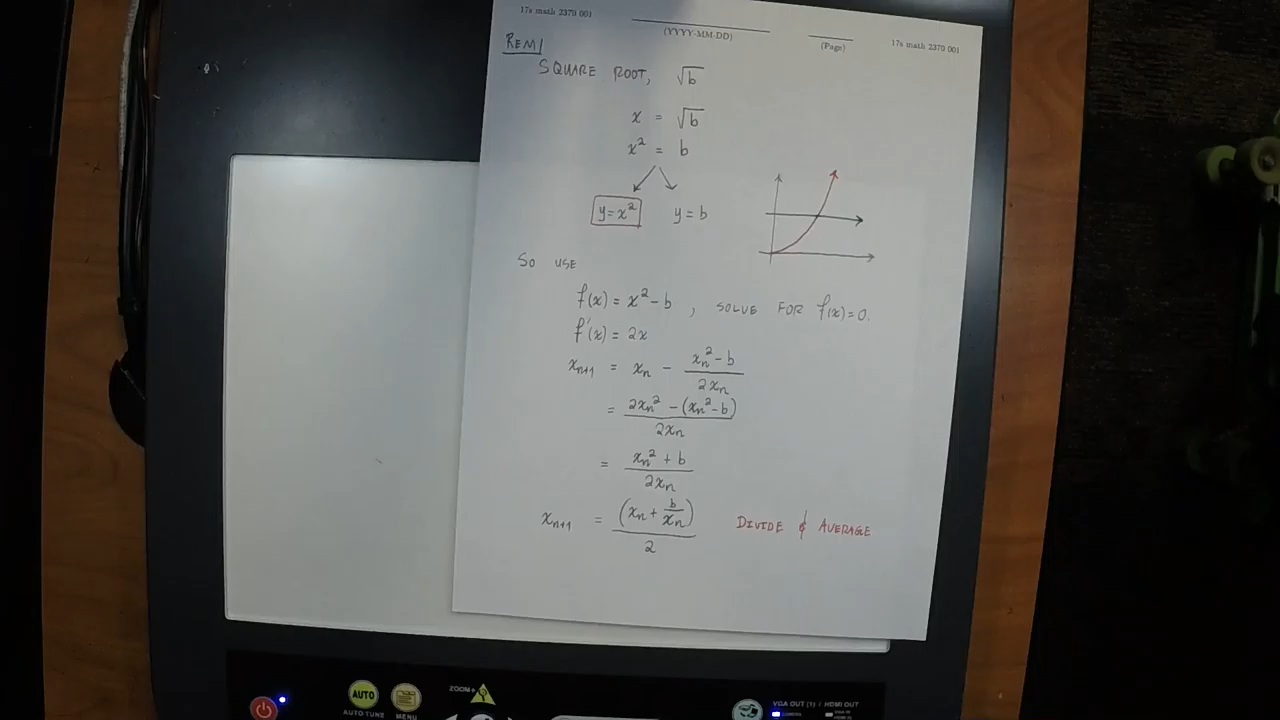 17s math 2370 001
(YYYY-MM-DD)
(Page)
17s math 2370 001
REM/
SQUARE ROOT, √b
x = √b
x² = b
y = x² y = b
SO USE
f(x) = x² - b , SOLVE FOR f(x) = 0.
f'(x) = 2x
xₙ₊₁ = xₙ - (xₙ² - b) / 2xₙ
= (2xₙ² - (xₙ² - b)) / 2xₙ
= (xₙ² + b) / 2xₙ
xₙ₊₁ = (xₙ + b/xₙ) / 2 DIVIDE & AVERAGE
AUTO
AUTO TUNE
MENU
ZOOM+
VGA OUT (1) / HDMI OUT